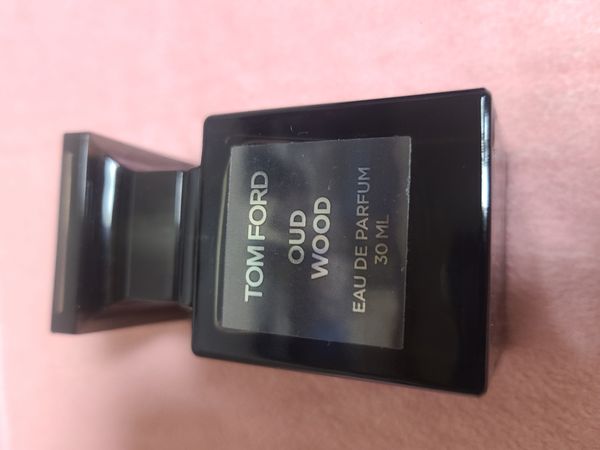 TOM FORD
OUD
WOOD
EAU DE PARFUM
30 ML